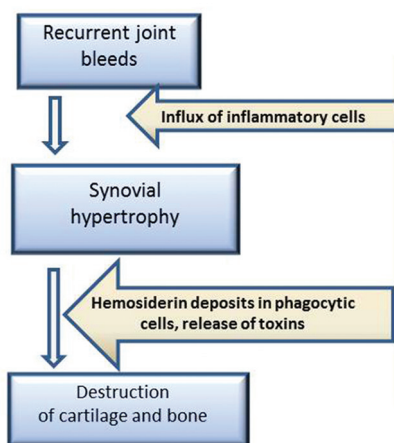 Recurrent joint
bleeds
Influx of inflammatory cells
Synovial
hypertrophy
Hemosiderin deposits in phagocytic
cells, release of toxins
Destruction
of cartilage and bone